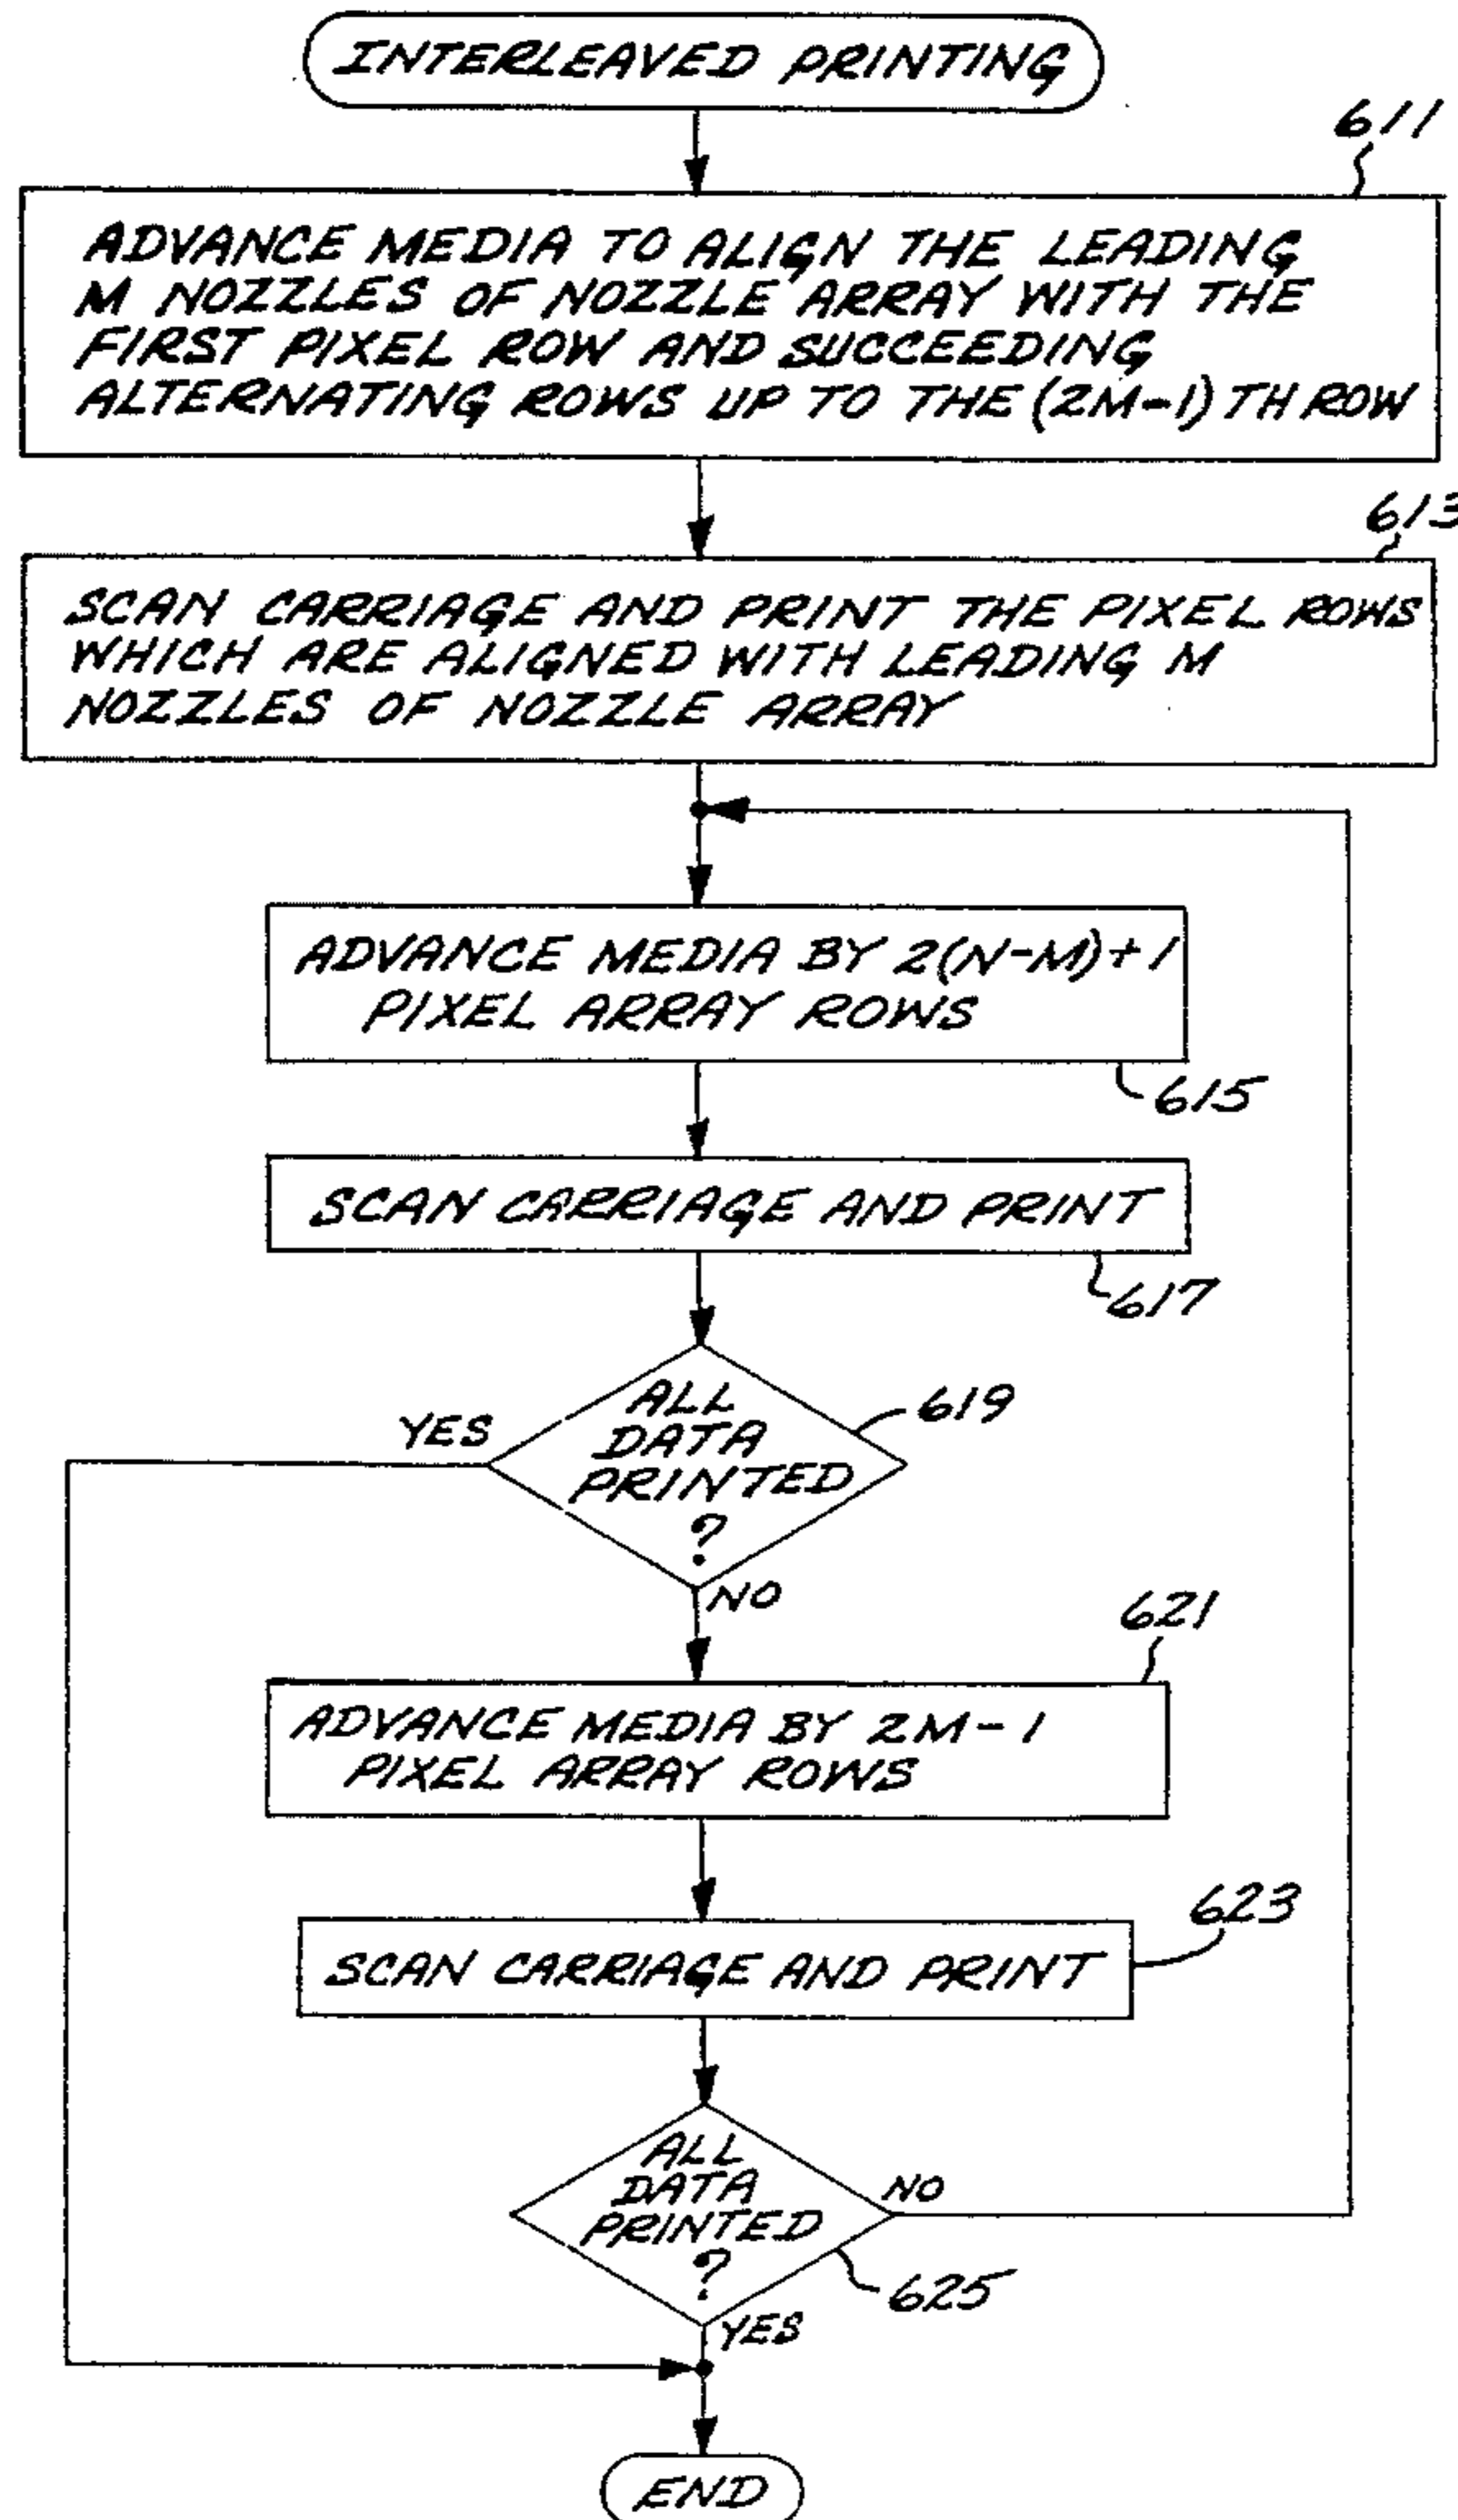 INTERLEAVED PRINTING
611
ADVANCE MEDIA TO ALIGN THE LEADING
M NOZZLES OF NOZZLE ARRAY WITH THE
FIRST PIXEL ROW AND SUCCEEDING
ALTERNATING ROWS UP TO THE (2M-1)TH ROW
613
SCAN CARRIAGE AND PRINT THE PIXEL ROWS
WHICH ARE ALIGNED WITH LEADING M
NOZZLES OF NOZZLE ARRAY
ADVANCE MEDIA BY 2(N-M)+1
PIXEL ARRAY ROWS
615
SCAN CARRIAGE AND PRINT
617
ALL
DATA
PRINTED
?
619
YES
NO
621
ADVANCE MEDIA BY 2M-1
PIXEL ARRAY ROWS
623
SCAN CARRIAGE AND PRINT
ALL
DATA
PRINTED
?
NO
625
YES
END